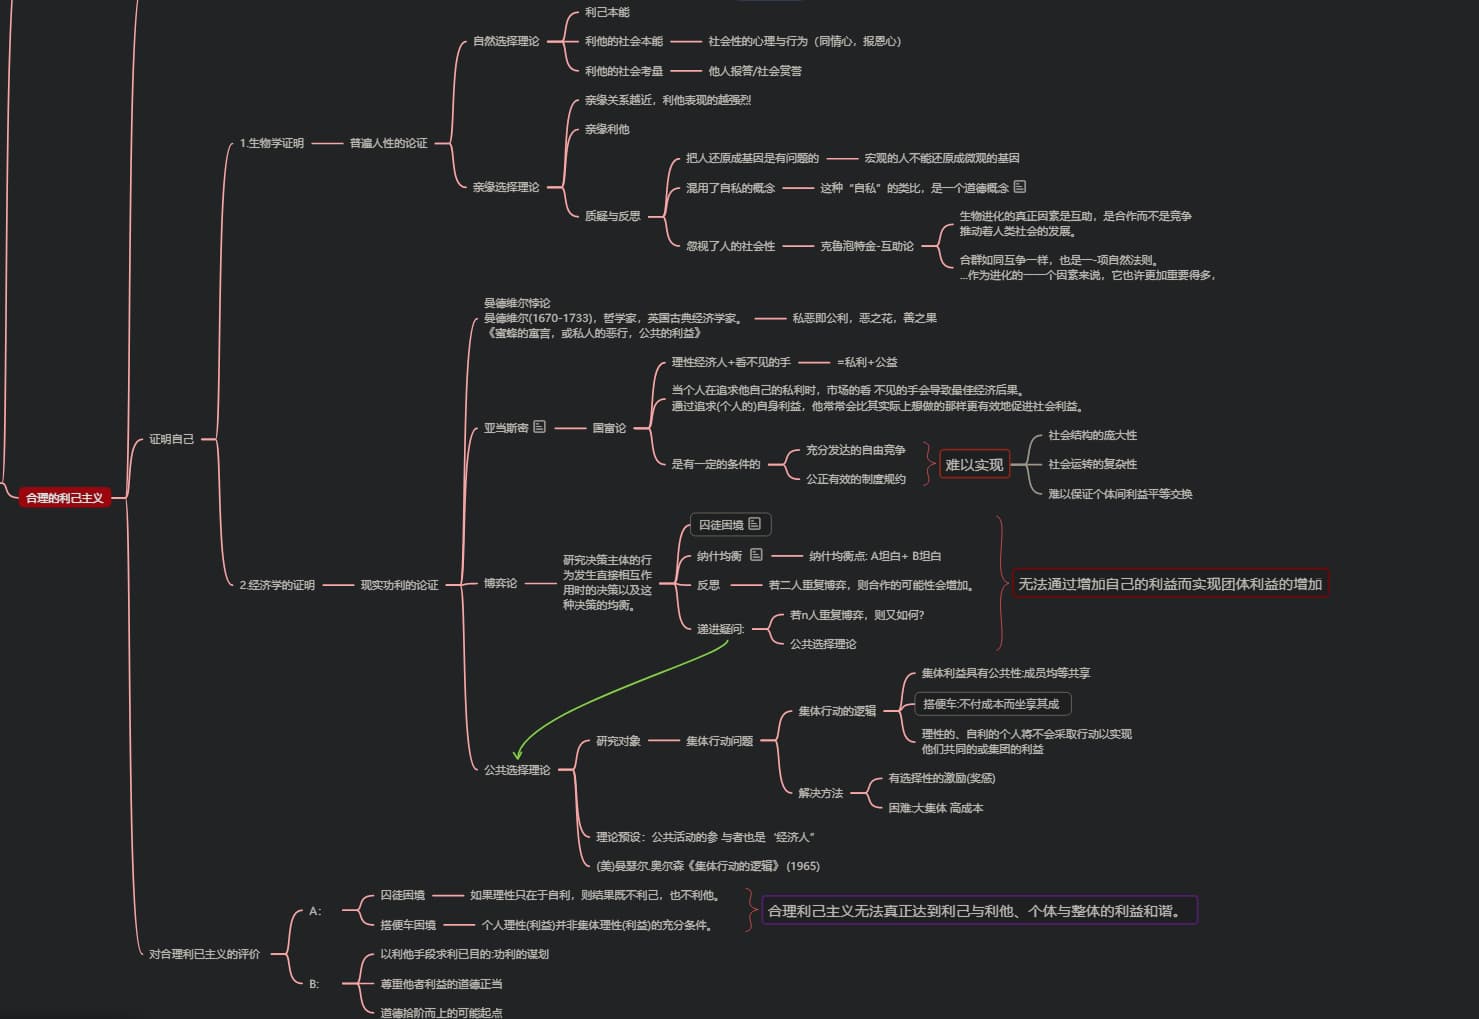 利己本能
自然选择理论
利他的社会本能
社会性的心理与行为（同情心，报恩心）
利他的社会考量
他人报答/社会赏誉
亲缘关系越近，利他表现的越强烈
亲缘利他
1.生物学证明
普遍人性的论证
把人还原成基因是有问题的
宏观的人不能还原成微观的基因
亲缘选择理论
混用了自私的概念
这种“自私”的类比，是一个道德概念
质疑与反思
生物进化的真正因素是互助，是合作而不是竞争
推动着人类社会的发展。
忽视了人的社会性
克鲁泡特金-互助论
合群如同互争一样，也是一-项自然法则。
...作为进化的一一个因素来说，它也许更加重要得多，
曼德维尔悖论
曼德维尔(1670-1733)，哲学家，英国古典经济学家。
《蜜蜂的寓言，或私人的恶行，公共的利益》
私恶即公利，恶之花，善之果
理性经济人+看不见的手
=私利+公益
当个人在追求他自己的私利时，市场的看 不见的手会导致最佳经济后果。
通过追求(个人的)自身利益，他常常会比其实际上想做的那样更有效地促进社会利益。
亚当斯密
国富论
证明自己
充分发达的自由竞争
社会结构的庞大性
是有一定的条件的
难以实现
社会运转的复杂性
公正有效的制度规约
难以保证个体间利益平等交换
合理的利己主义
囚徒困境
纳什均衡
纳什均衡点: A坦白+ B坦白
2.经济学的证明
现实功利的论证
博弈论
研究决策主体的行
为发生直接相互作
用时的决策以及这
种决策的均衡。
反思
若二人重复博弈，则合作的可能性会增加。
无法通过增加自己的利益而实现团体利益的增加
若n人重复博弈，则又如何?
递进疑问:
公共选择理论
集体利益具有公共性:成员均等共享
搭便车:不付成本而坐享其成
集体行动的逻辑
理性的、自利的个人将不会采取行动以实现
他们共同的或集团的利益
研究对象
集体行动问题
公共选择理论
有选择性的激励(奖惩)
解决方法
困难:大集体 高成本
理论预设：公共活动的参 与者也是“经济人”
(美)曼瑟尔.奥尔森《集体行动的逻辑》 (1965)
囚徒困境
如果理性只在于自利，则结果既不利己，也不利他。
A：
合理利己主义无法真正达到利己与利他、个体与整体的利益和谐。
搭便车困境
个人理性(利益)并非集体理性(利益)的充分条件。
对合理利已主义的评价
以利他手段求利已目的:功利的谋划
B:
尊重他者利益的道德正当
道德拾阶而上的可能起点